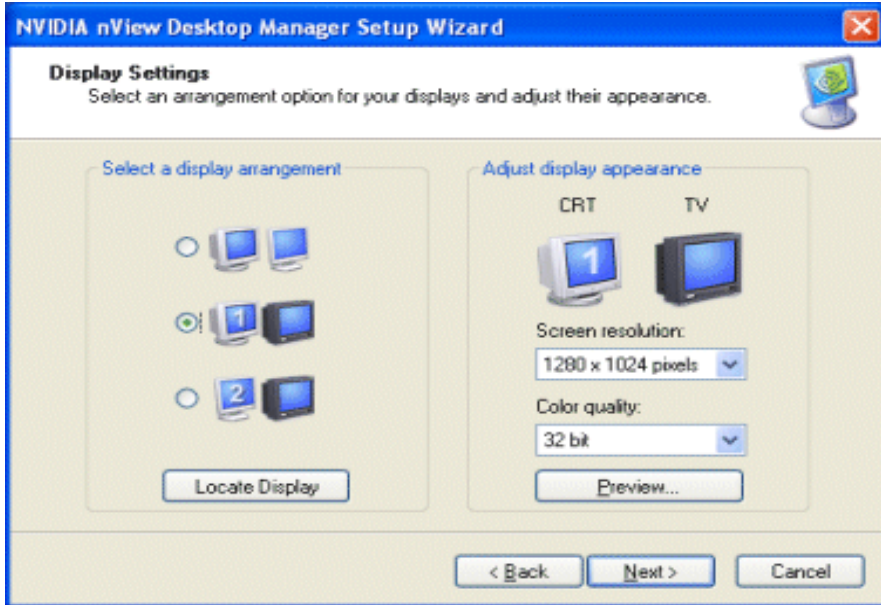 NVIDIA nView Desktop Manager Setup Wizard
Display Settings
Select an arrangement option for your displays and adjust their appearance.
Select a display arrangement
1
2
Locate Display
Adjust display appearance
CRT TV
1
Screen resolution:
1280 x 1024 pixels
Color quality:
32 bit
Preview...
< Back Next > Cancel